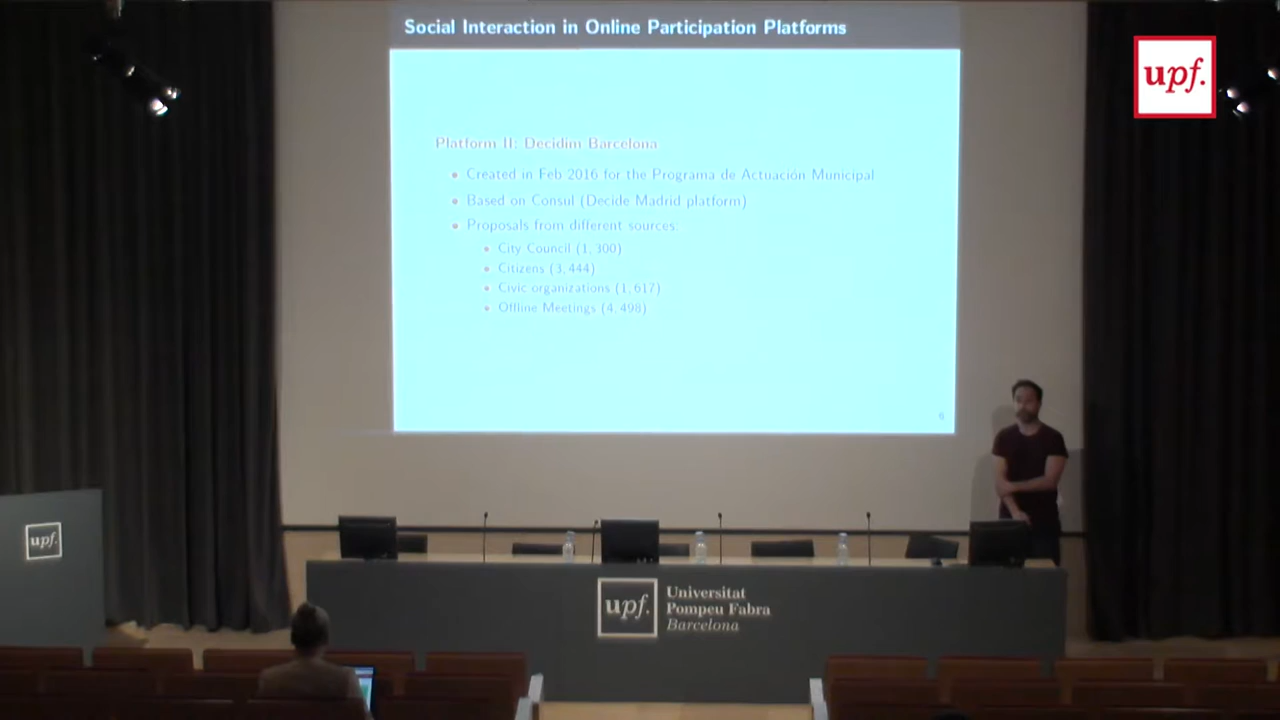 Social Interaction in Online Participation Platforms
upf.
Platform II: Decidim Barcelona
Created in Feb 2016 for the Programa de Actuación Municipal
Based on Consul (Decide Madrid platform)
Proposals from different sources:
City Council (1, 300)
Citizens (3, 444)
Civic organizations (1, 617)
Offline Meetings (4, 498)
6
upf.
upf.
Universitat
Pompeu Fabra
Barcelona